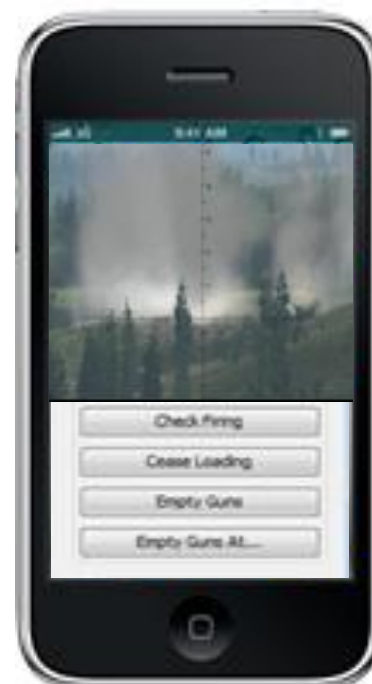 9:41 AM
Check Firing
Cease Loading
Empty Guns
Empty Guns At....